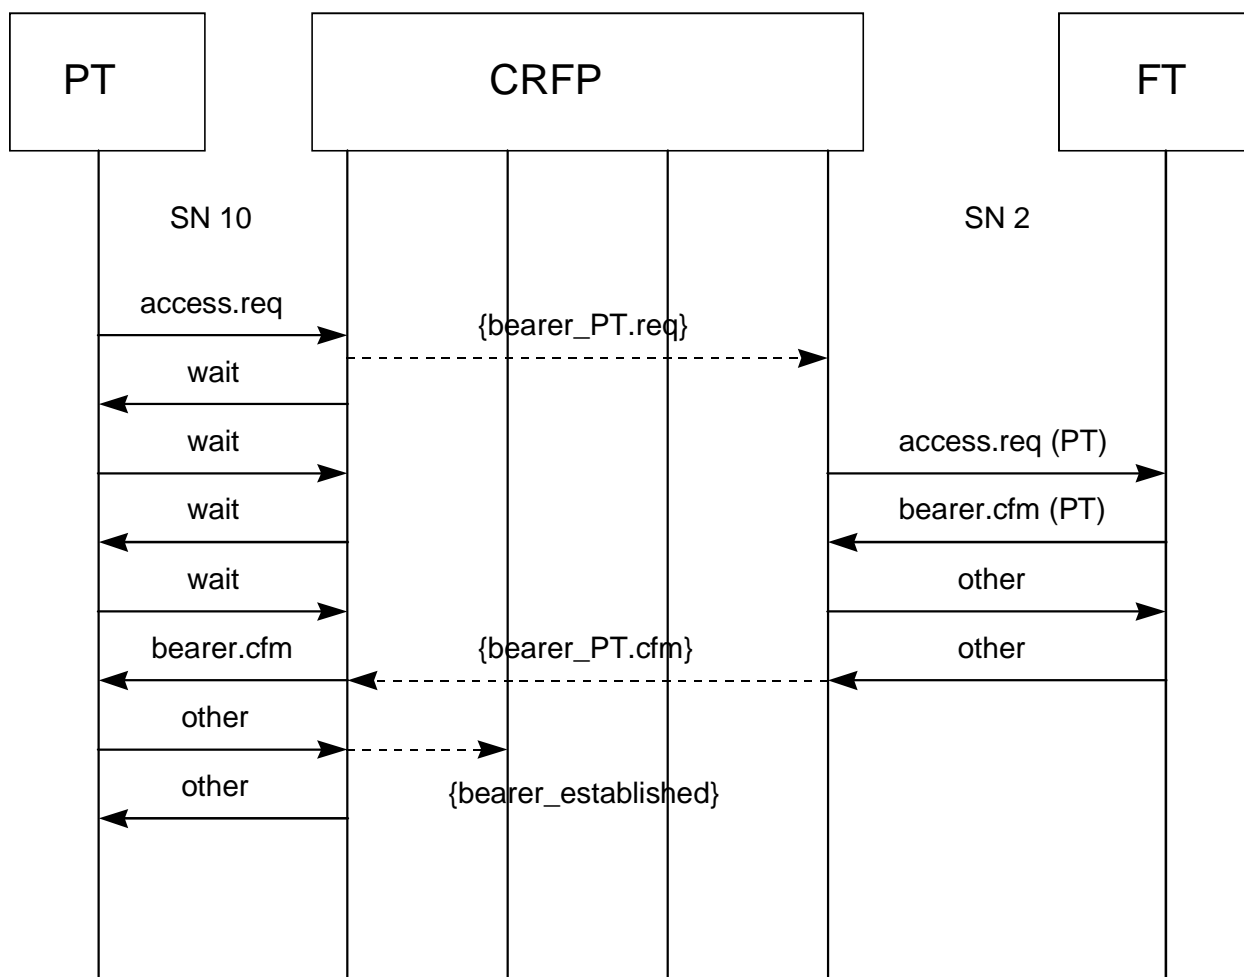 PT
CRFP
FT
SN 10
SN 2
access.req
{bearer_PT.req}
wait
wait
access.req (PT)
wait
bearer.cfm (PT)
wait
other
bearer.cfm
{bearer_PT.cfm}
other
other
{bearer_established}
other